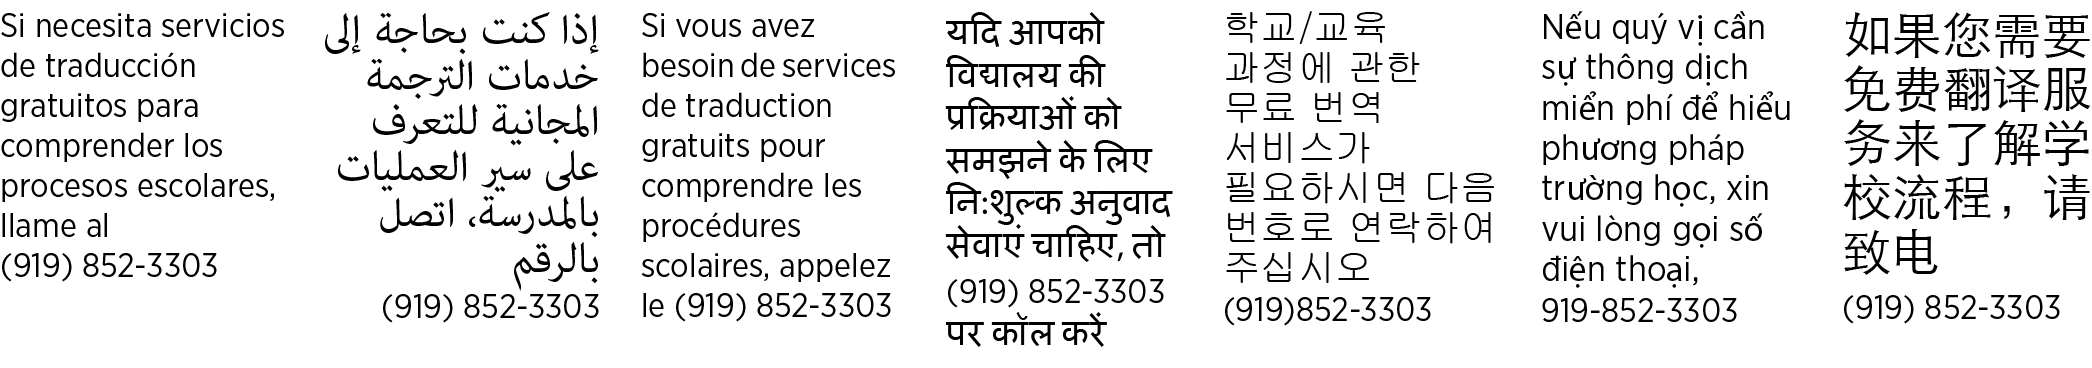 Si necesita servicios
de traducción
gratuitos para
comprender los
procesos escolares,
llame al
(919) 852-3303
إذا كنت بحاجة إلى
خدمات الترجمة
المجانية للتعرف
على سير العمليات
بالمدرسة، اتصل
بالرقم
(919) 852-3303
Si vous avez
besoin de services
de traduction
gratuits pour
comprendre les
procédures
scolaires, appelez
le (919) 852-3303
यदि आपको
विद्यालय की
प्रक्रियाओं को
समझने के लिए
नि:शुल्क अनुवाद
सेवाएं चाहिए, तो
(919) 852-3303
पर कॉल करें
학교/교육
과정에 관한
무료 번역
서비스가
필요하시면 다음
번호로 연락하여
주십시오
(919)852-3303
Nếu quý vị cần
sự thông dịch
miển phí để hiểu
phương pháp
trường học, xin
vui lòng gọi số
điện thoại,
919-852-3303
如果您需要
免费翻译服
务来了解学
校流程，请
致电
(919) 852-3303